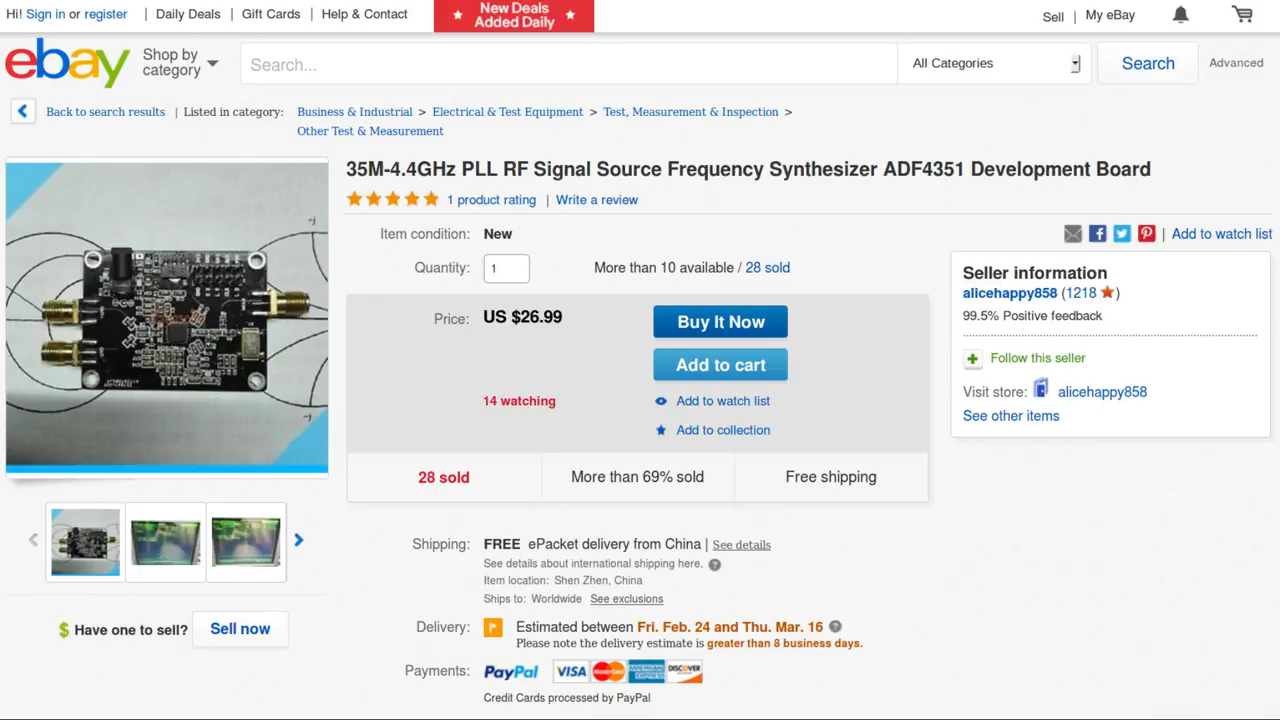 Hi! Sign in or register | Daily Deals | Gift Cards | Help & Contact
New Deals
Added Daily
Sell | My eBay
ebay
Shop by
category
Search...
All Categories
Search
Advanced
Back to search results | Listed in category: Business & Industrial > Electrical & Test Equipment > Test, Measurement & Inspection >
Other Test & Measurement
35M-4.4GHz PLL RF Signal Source Frequency Synthesizer ADF4351 Development Board
1 product rating | Write a review
Item condition: New
| Add to watch list
Quantity: 1 More than 10 available / 28 sold
Price: US $26.99
Buy It Now
Add to cart
14 watching
Add to watch list
Add to collection
28 sold More than 69% sold Free shipping
Seller information
alicehappy858 (1218 )
99.5% Positive feedback
Follow this seller
Visit store: alicehappy858
See other items
Have one to sell? Sell now
Shipping: FREE ePacket delivery from China | See details
See details about international shipping here.
Item location: Shen Zhen, China
Ships to: Worldwide See exclusions
Delivery: Estimated between Fri. Feb. 24 and Thu. Mar. 16
Please note the delivery estimate is greater than 8 business days.
Payments: PayPal VISA MasterCard AMERICAN EXPRESS DISCOVER
Credit Cards processed by PayPal